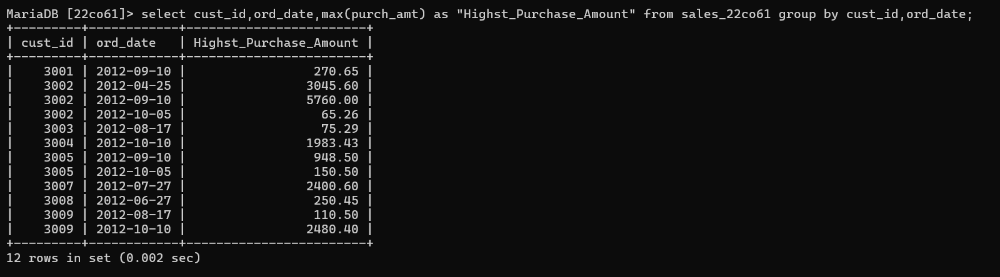 MariaDB [22co61]> select cust_id,ord_date,max(purch_amt) as "Highst_Purchase_Amount" from sales_22co61 group by cust_id,ord_date;
+---------+------------+------------------------+
| cust_id | ord_date   | Highst_Purchase_Amount |
+---------+------------+------------------------+
|    3001 | 2012-09-10 |                 270.65 |
|    3002 | 2012-04-25 |                3045.60 |
|    3002 | 2012-09-10 |                5760.00 |
|    3002 | 2012-10-05 |                  65.26 |
|    3003 | 2012-08-17 |                  75.29 |
|    3004 | 2012-10-10 |                1983.43 |
|    3005 | 2012-09-10 |                 948.50 |
|    3005 | 2012-10-05 |                 150.50 |
|    3007 | 2012-07-27 |                2400.60 |
|    3008 | 2012-06-27 |                 250.45 |
|    3009 | 2012-08-17 |                 110.50 |
|    3009 | 2012-10-10 |                2480.40 |
+---------+------------+------------------------+
12 rows in set (0.002 sec)